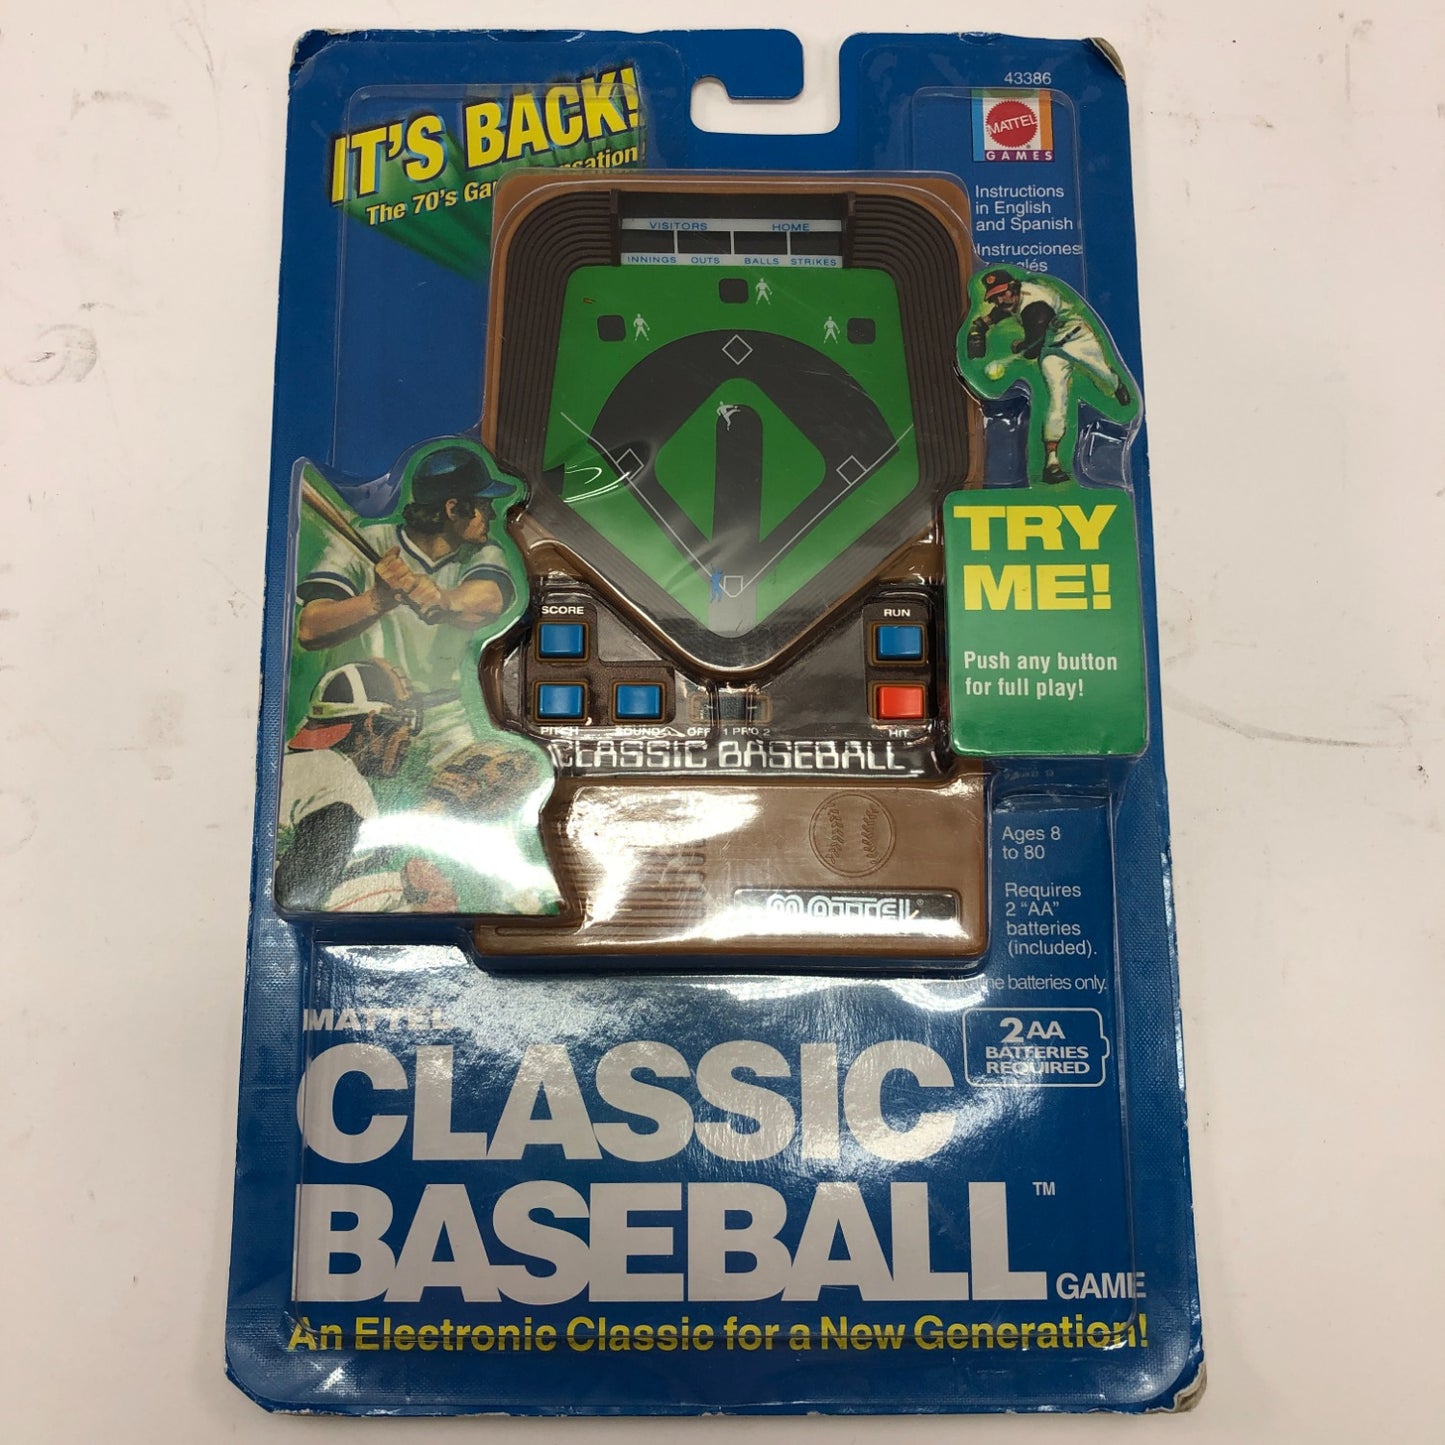 43386
IT'S BACK!
The 70's
MATTEL
GAMES
Instructions
in English
and Spanish
Instrucciones
VISITORS HOME
INNINGS OUTS BALLS STRIKES
TRY
ME!
Push any button
for full play!
SCORE
RUN
PITCH SOUND OFF 1 PRO 2
HIT
CLASSIC BASEBALL
Ages 8
to 80
Requires
2 "AA"
batteries
(included).
batteries only.
MATTEL
MATTEL
2 AA
BATTERIES
REQUIRED
CLASSIC
BASEBALL™
GAME
An Electronic Classic for a New Generation!